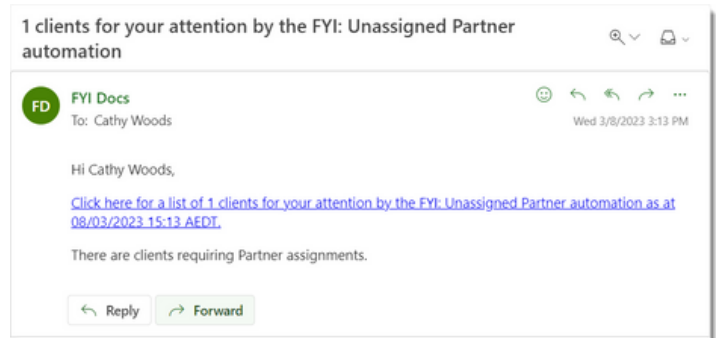 1 clients for your attention by the FYI: Unassigned Partner
automation
FD
FYI Docs
To: Cathy Woods
Wed 3/8/2023 3:13 PM
Hi Cathy Woods,
Click here for a list of 1 clients for your attention by the FYI: Unassigned Partner automation as at
08/03/2023 15:13 AEDT.
There are clients requiring Partner assignments.
Reply
Forward